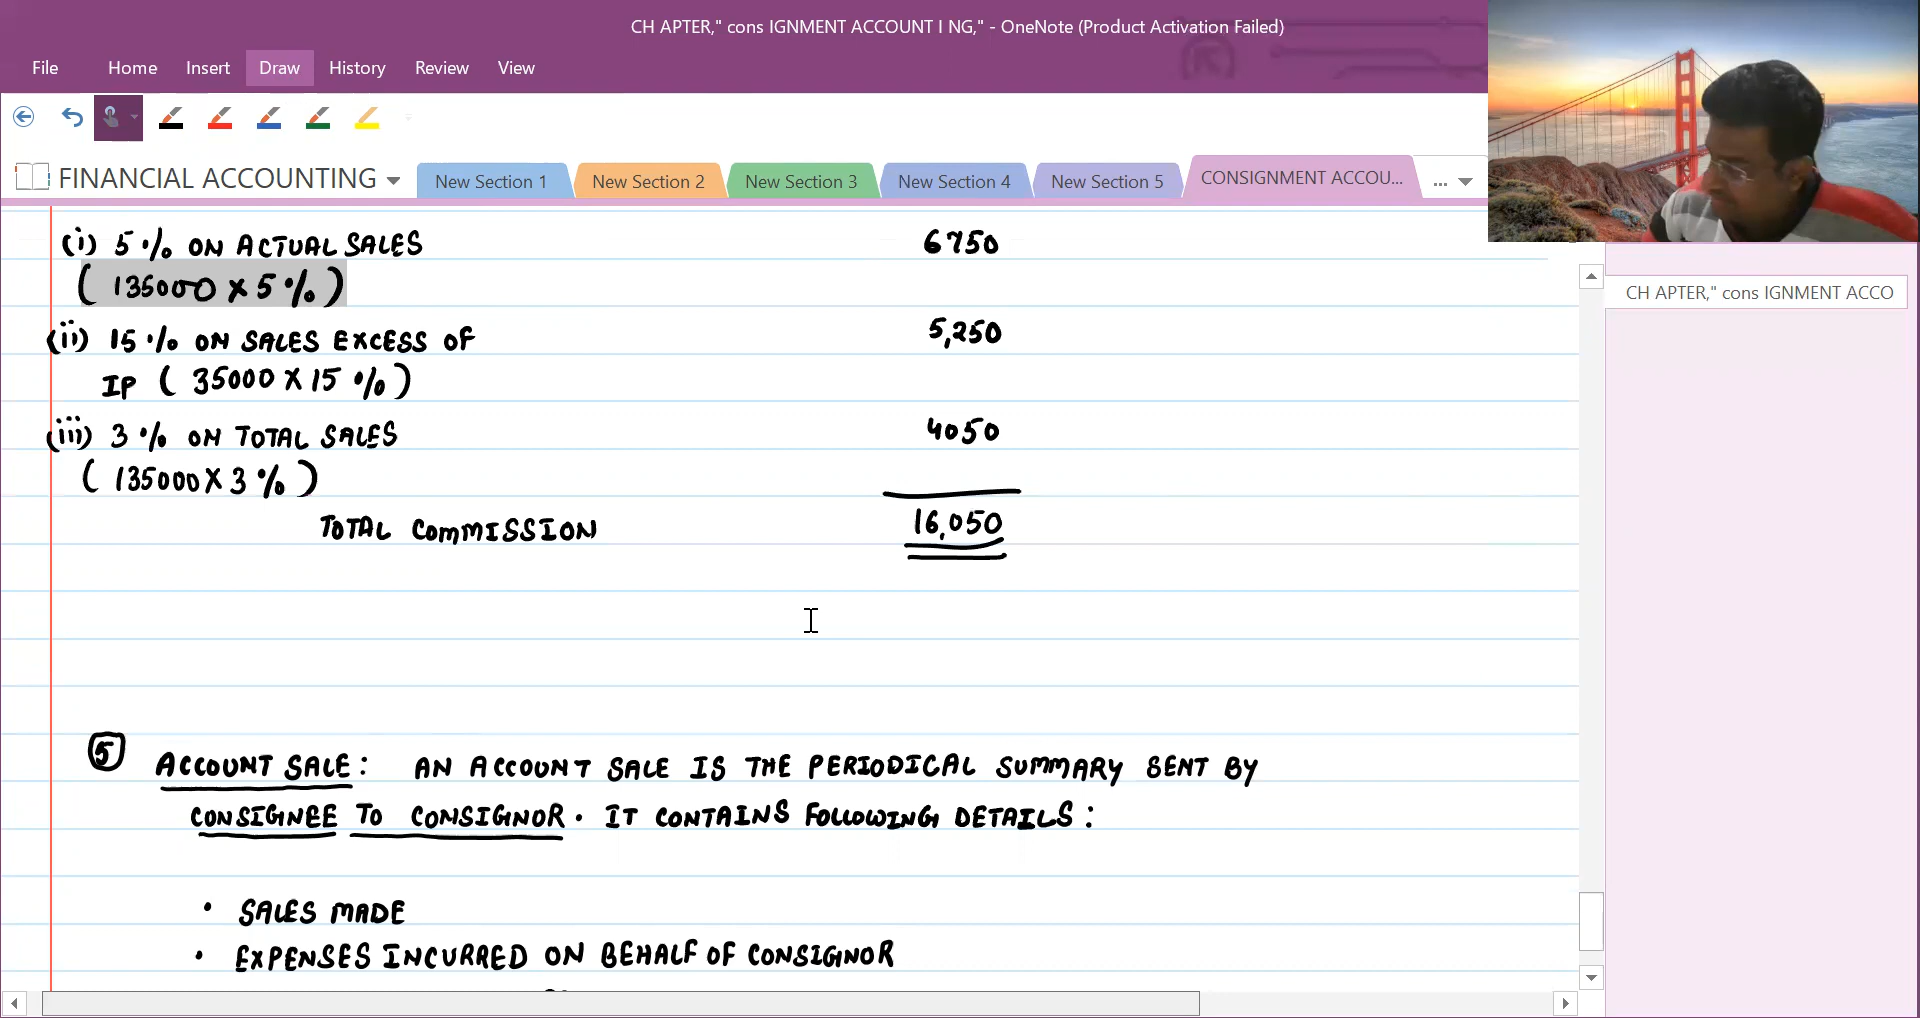 CH APTER," cons IGNMENT ACCOUNT I NG," - OneNote (Product Activation Failed)
File Home Insert Draw History Review View
FINANCIAL ACCOUNTING New Section 1 New Section 2 New Section 3 New Section 4 New Section 5 CONSIGNMENT ACCOU... ...
CH APTER," cons IGNMENT ACCO
(i) 5% ON ACTUAL SALES 6750
(135000 X 5%)
(ii) 15% ON SALES EXCESS OF 5,250
IP (35000 X 15%)
(iii) 3% ON TOTAL SALES 4050
(135000 X 3%)
TOTAL COMMISSION 16,050
5 ACCOUNT SALE: AN ACCOUNT SALE IS THE PERIODICAL SUMMARY SENT BY
CONSIGNEE TO CONSIGNOR. IT CONTAINS FOLLOWING DETAILS:
• SALES MADE
• EXPENSES INCURRED ON BEHALF OF CONSIGNOR